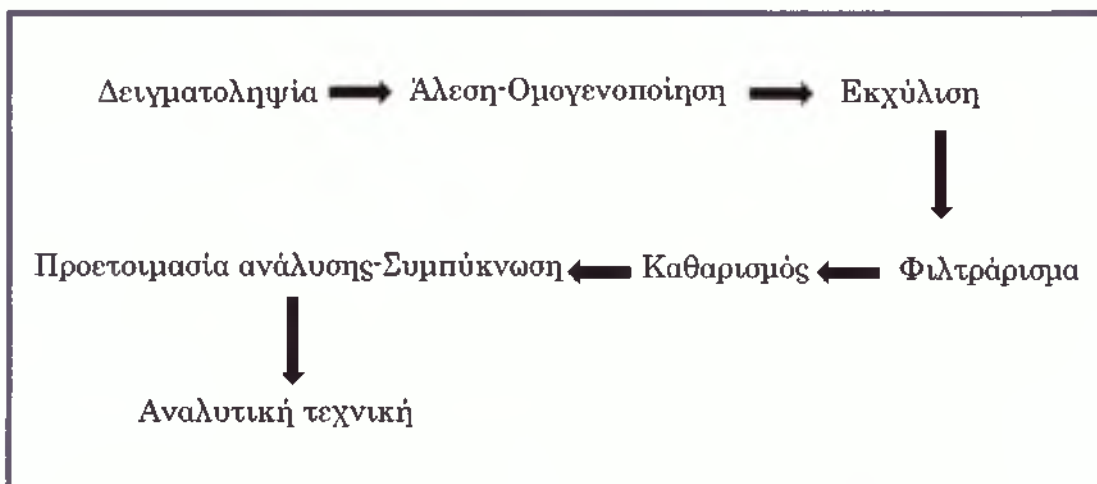 Δειγματοληψία Άλεση-Ομογενοποίηση Εκχύλιση
Προετοιμασία ανάλυσης-Συμπύκνωση Καθαρισμός Φιλτράρισμα
Αναλυτική τεχνική